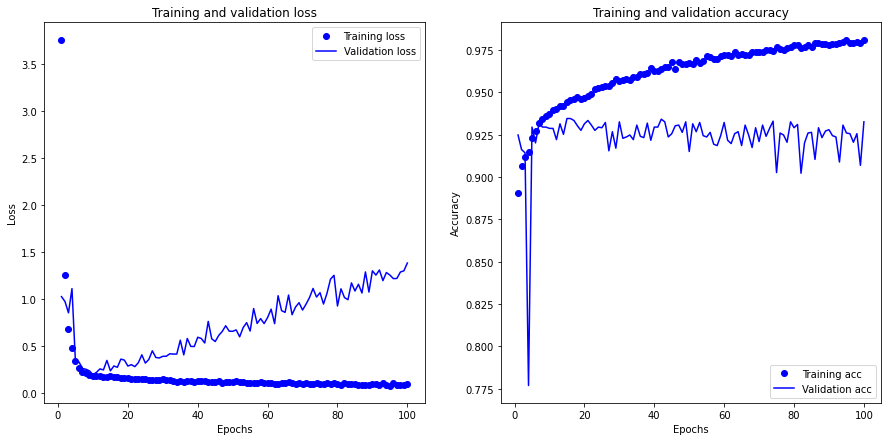 Training and validation loss
Training loss
Validation loss
3.5
3.0
2.5
2.0
1.5
1.0
0.5
0.0
Loss
0
20
40
60
80
100
Epochs
Training and validation accuracy
0.975
0.950
0.925
0.900
0.875
0.850
0.825
0.800
0.775
Accuracy
Training acc
Validation acc
0
20
40
60
80
100
Epochs